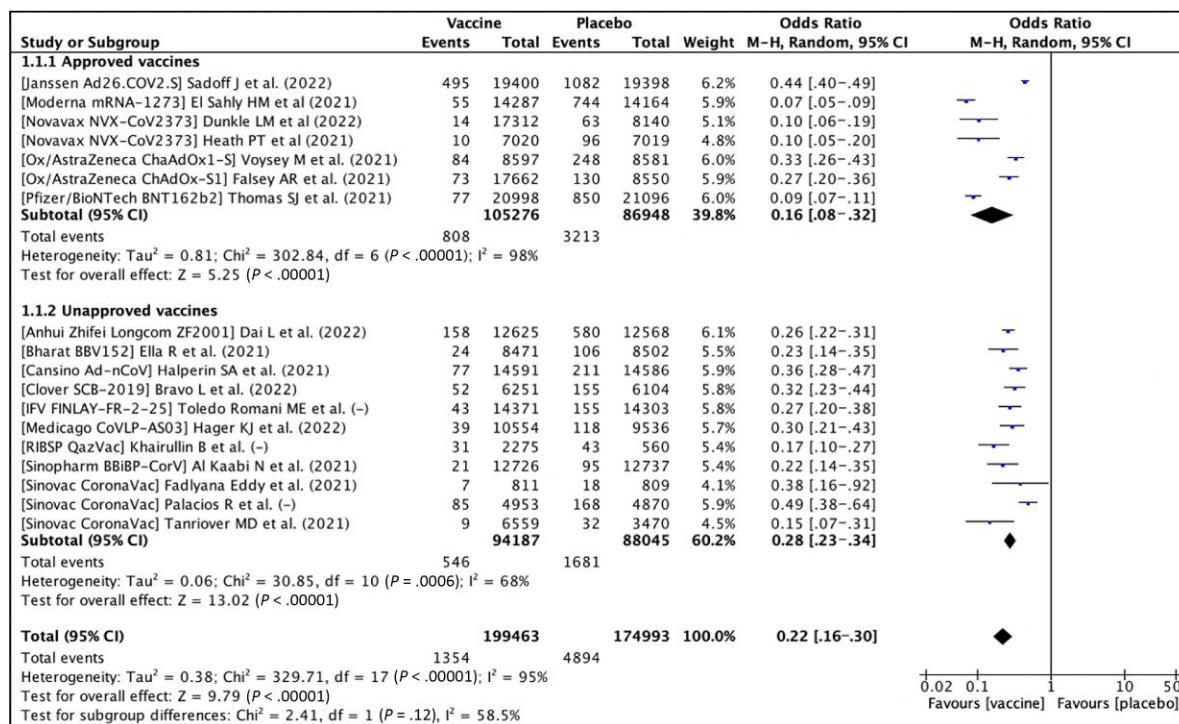 Vaccine Placebo Odds Ratio Odds Ratio
Study or Subgroup Events Total Events Total Weight M-H, Random, 95% CI M-H, Random, 95% CI
1.1.1 Approved vaccines
[Janssen Ad26.COV2.S] Sadoff J et al. (2022) 495 19400 1082 19398 6.2% 0.44 [.40-.49]
[Moderna mRNA-1273] El Sahly HM et al (2021) 55 14287 744 14164 5.9% 0.07 [.05-.09]
[Novavax NVX-CoV2373] Dunkle LM et al (2022) 14 17312 63 8140 5.0% 0.10 [.06-.19]
[Novavax NVX-CoV2373] Heath PT et al (2021) 10 7020 96 7019 4.9% 0.10 [.05-.20]
[Ox/AstraZeneca ChaAdOx1-S] Voysey M et al. (2021) 84 8597 248 8581 6.0% 0.33 [.26-.43]
[Ox/AstraZeneca ChAdOx-S1] Falsey AR et al. (2021) 73 17662 130 8550 5.9% 0.27 [.20-.36]
[Pfizer/BioNTech BNT162b2] Thomas SJ et al. (2021) 77 20998 850 21096 6.0% 0.09 [.07-.11]
Subtotal (95% CI) 105276 86948 39.8% 0.16 [.08-.32]
Total events 808 3213
Heterogeneity: Tau² = 0.81; Chi² = 302.84, df = 6 (P < .00001); I² = 98%
Test for overall effect: Z = 5.25 (P < .00001)
1.1.2 Unapproved vaccines
[Anhui Zhifei Longcom ZF2001] Dai L et al. (2022) 158 12625 580 12568 6.1% 0.26 [.22-.31]
[Bharat BBV152] Ella R et al. (2021) 24 8471 106 8502 5.5% 0.23 [.14-.35]
[Cansino Ad-nCoV] Halperin SA et al. (2021) 77 14591 211 14586 6.0% 0.36 [.28-.47]
[Clover SCB-2019] Bravo L et al. (2022) 52 6251 155 6104 5.8% 0.32 [.23-.44]
[IFV FINLAY-FR-2-25] Toledo Romani ME et al. (-) 43 14371 155 14303 5.8% 0.27 [.20-.38]
[Medicago CoVLP-AS03] Hager KJ et al. (2022) 39 10554 118 9536 5.7% 0.30 [.21-.43]
[RIBSP QazVac] Khairullin B et al. (-) 31 2275 43 560 5.4% 0.17 [.10-.27]
[Sinopharm BBiBP-CorV] Al Kaabi N et al. (2021) 21 12726 95 12737 5.4% 0.22 [.14-.35]
[Sinovac CoronaVac] Fadlyana Eddy et al. (2021) 7 811 18 809 4.1% 0.38 [.16-.92]
[Sinovac CoronaVac] Palacios R et al. (-) 85 4953 168 4870 5.9% 0.49 [.38-.64]
[Sinovac CoronaVac] Tanriover MD et al. (2021) 9 6559 32 3470 4.5% 0.15 [.07-.31]
Subtotal (95% CI) 94187 88045 60.2% 0.28 [.23-.34]
Total events 546 1681
Heterogeneity: Tau² = 0.06; Chi² = 30.85, df = 10 (P = .0006); I² = 68%
Test for overall effect: Z = 13.02 (P < .00001)
Total (95% CI) 199463 174993 100.0% 0.22 [.16-.30]
Total events 1354 4894
Heterogeneity: Tau² = 0.38; Chi² = 329.71, df = 17 (P < .00001); I² = 95%
Test for overall effect: Z = 9.79 (P < .00001)
Test for subgroup differences: Chi² = 2.41, df = 1 (P = .12), I² = 58.5%
0.02 0.1 1 10 50
Favours [vaccine] Favours [placebo]